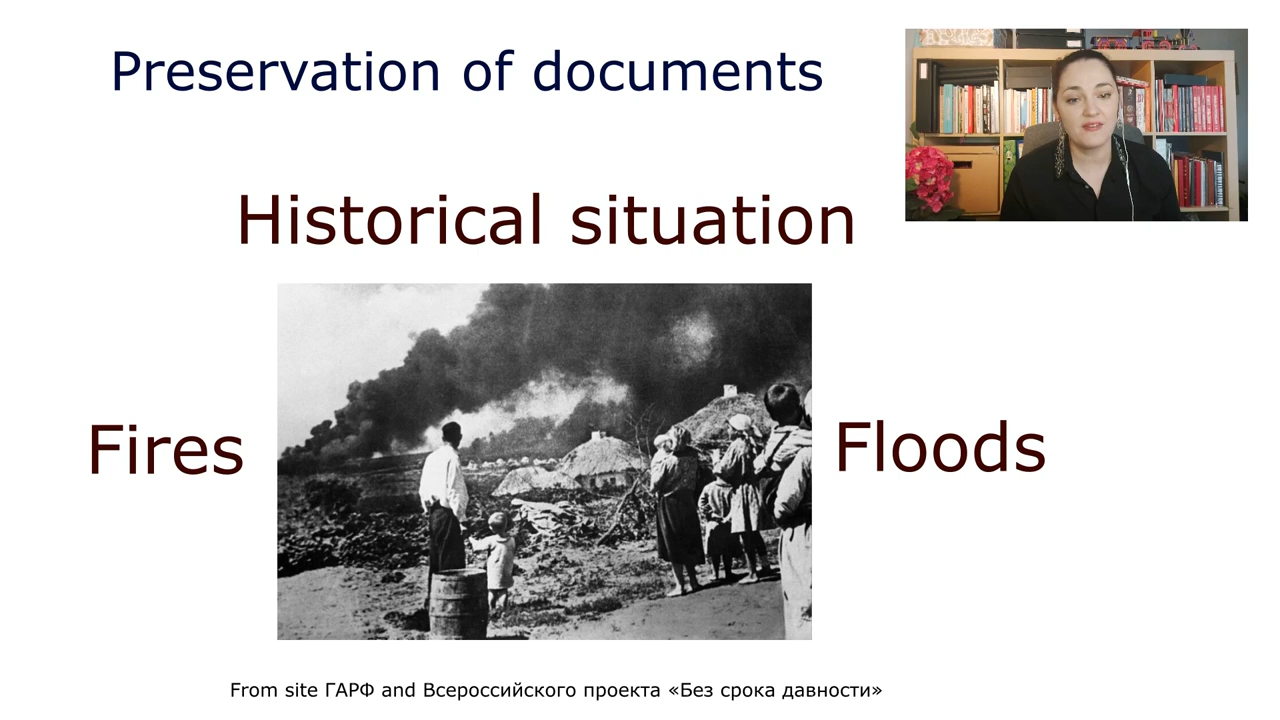 Preservation of documents
Historical situation
Fires
Floods
From site ГАРФ and Всероссийского проекта «Без срока давности»